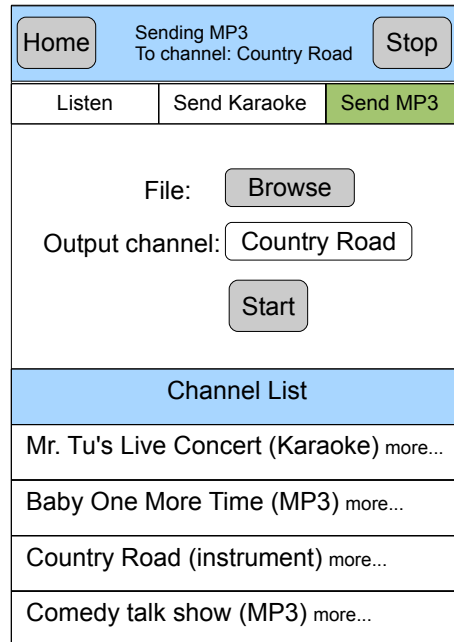 Home
Sending MP3
To channel: Country Road
Stop
Listen
Send Karaoke
Send MP3
File:
Browse
Output channel:
Country Road
Start
Channel List
Mr. Tu's Live Concert (Karaoke) more...
Baby One More Time (MP3) more...
Country Road (instrument) more...
Comedy talk show (MP3) more...